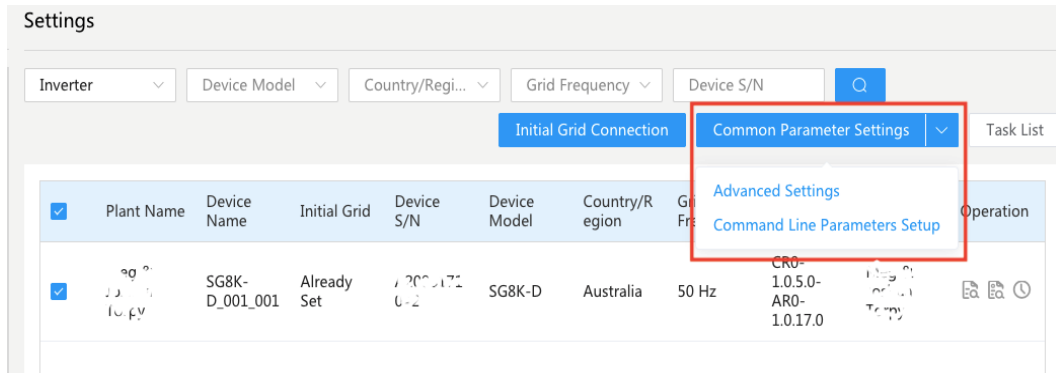 Settings
Inverter Device Model Country/Regi... Grid Frequency Device S/N
Initial Grid Connection Common Parameter Settings Task List
Advanced Settings
Command Line Parameters Setup
Plant Name Device Name Initial Grid Device S/N Device Model Country/R egion Operation
SG8K-D_001_001 Already Set SG8K-D Australia 50 Hz CR0-1.0.5.0-AR0-1.0.17.0